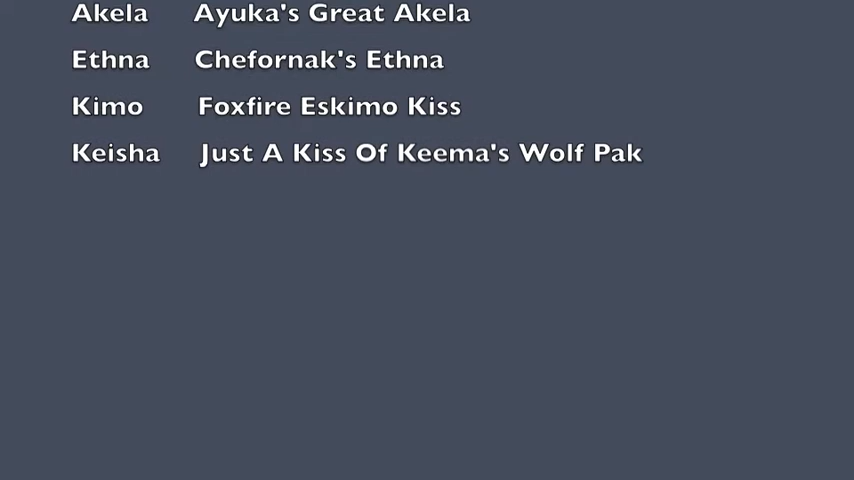 Akela Ayuka's Great Akela
Ethna Chefornak's Ethna
Kimo Foxfire Eskimo Kiss
Keisha Just A Kiss Of Keema's Wolf Pak